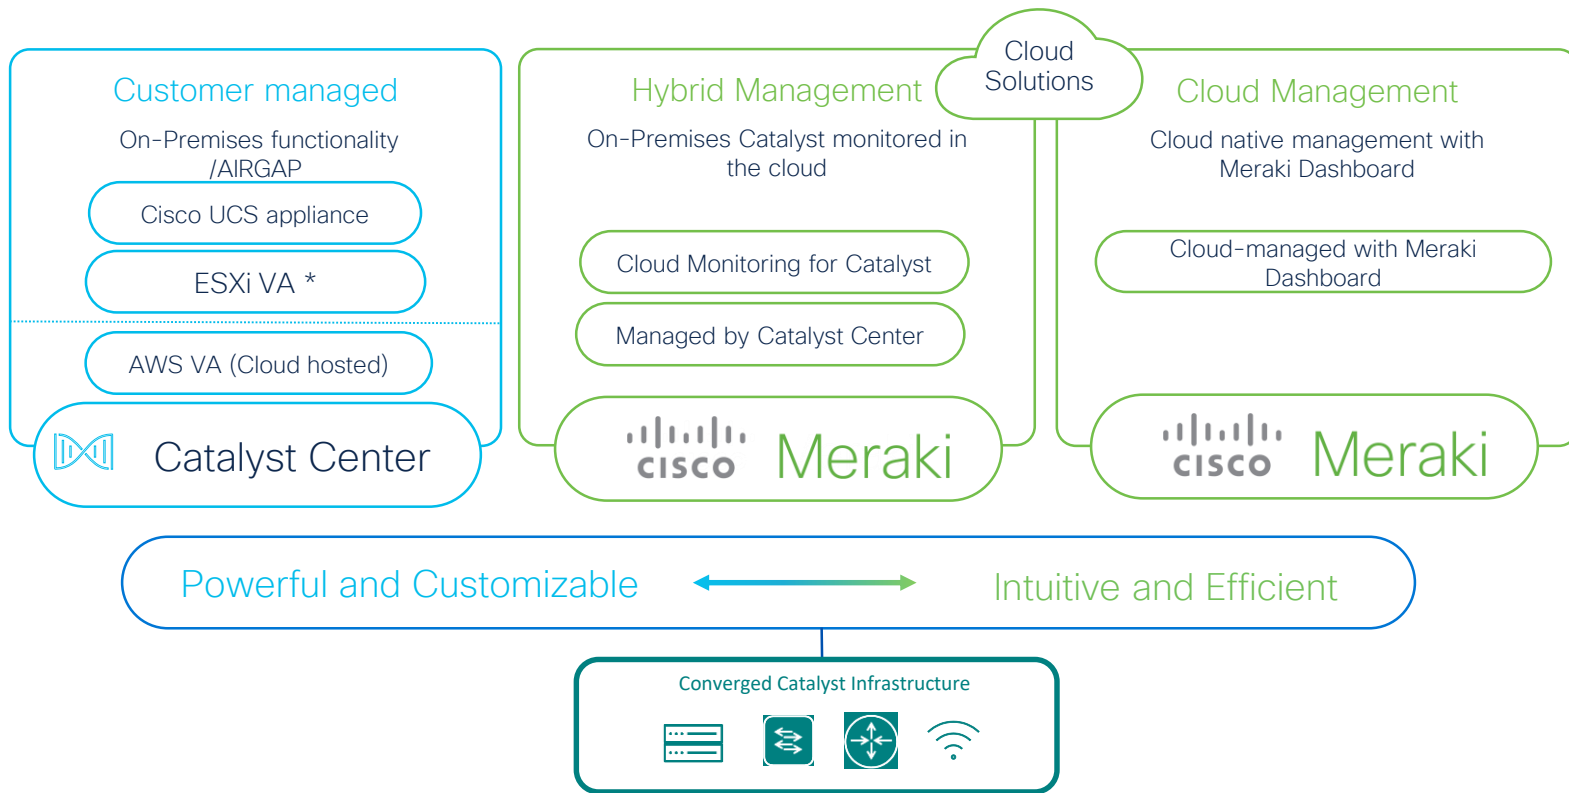 Cloud
Solutions
Customer managed
On-Premises functionality
/AIRGAP
Cisco UCS appliance
ESXi VA *
AWS VA (Cloud hosted)
Catalyst Center
Hybrid Management
On-Premises Catalyst monitored in
the cloud
Cloud Monitoring for Catalyst
Managed by Catalyst Center
CISCO Meraki
Cloud Management
Cloud native management with
Meraki Dashboard
Cloud-managed with Meraki
Dashboard
CISCO Meraki
Powerful and Customizable
Intuitive and Efficient
Converged Catalyst Infrastructure